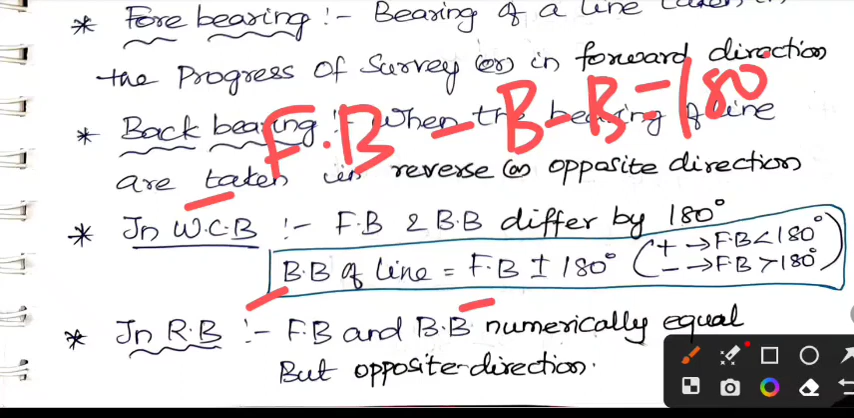 * Fore bearing :- Bearing of a line taken in
the Progress of Survey (or) in forward direction
F.B - B-B = 180°
* Back bearing :- When the bearing of line
are taken in reverse (or) opposite direction
* In W.C.B :- F.B & B.B differ by 180°
B.B of line = F.B ± 180° ( + → F.B < 180°
- → F.B > 180° )
* In R.B :- F.B and B.B numerically equal
But opposite direction.